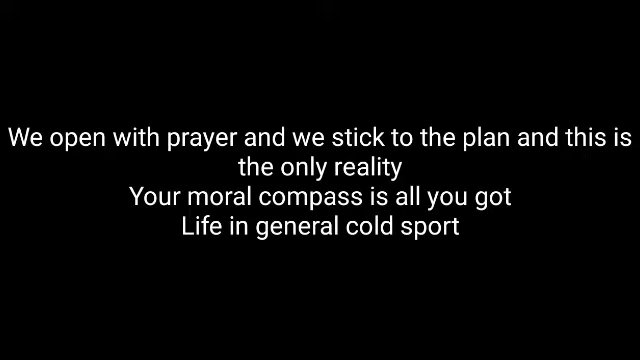 We open with prayer and we stick to the plan and this is
the only reality
Your moral compass is all you got
Life in general cold sport